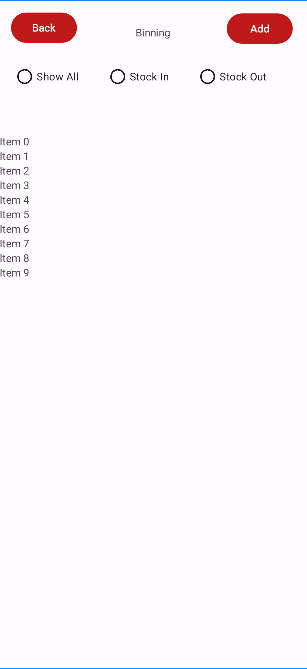 Back
Binning
Add
Show All
Stock In
Stock Out
Item 0
Item 1
Item 2
Item 3
Item 4
Item 5
Item 6
Item 7
Item 8
Item 9